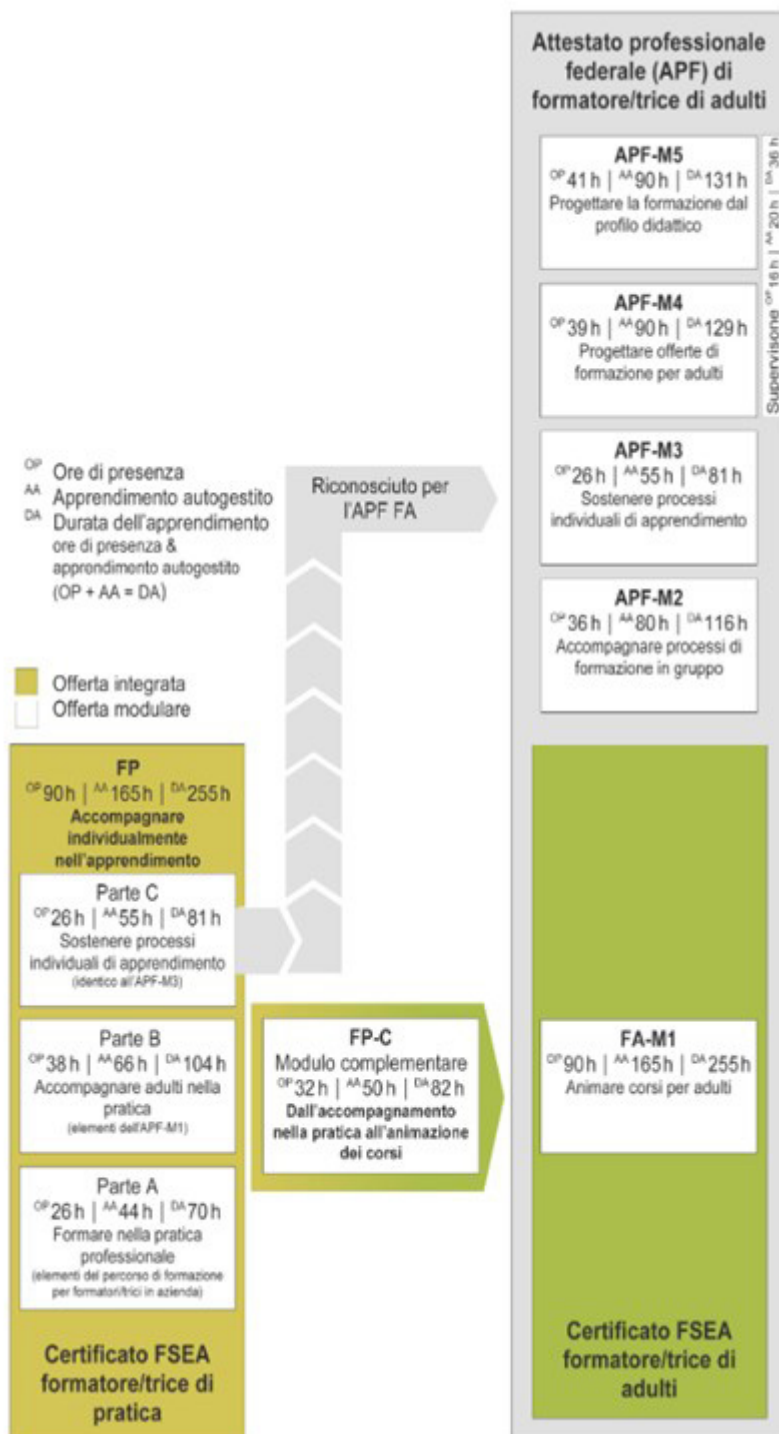 Attestato professionale
federale (APF) di
formatore/trice di adulti
APF-M5
OP 41 h | AA 90 h | DA 131 h
Progettare la formazione dal
profilo didattico
APF-M4
OP 39 h | AA 90 h | DA 129 h
Progettare offerte di
formazione per adulti
Supervisone OP 16 h | AA 20 h | DA 36 h
APF-M3
OP 26 h | AA 55 h | DA 81 h
Sostenere processi
individuali di apprendimento
APF-M2
OP 36 h | AA 80 h | DA 116 h
Accompagnare processi di
formazione in gruppo
OP Ore di presenza
AA Apprendimento autogestito
DA Durata dell'apprendimento
ore di presenza &
apprendimento autogestito
(OP + AA = DA)
Riconosciuto per
l'APF FA
Offerta integrata
Offerta modulare
FP
OP 90 h | AA 165 h | DA 255 h
Accompagnare
individualmente
nell'apprendimento
Parte C
OP 26 h | AA 55 h | DA 81 h
Sostenere processi
individuali di apprendimento
(identico all'APF-M3)
Parte B
OP 38 h | AA 66 h | DA 104 h
Accompagnare adulti nella
pratica
(elementi dell'APF-M1)
Parte A
OP 26 h | AA 44 h | DA 70 h
Formare nella pratica
professionale
(elementi del percorso di formazione
per formatori/trici in azienda)
Certificato FSEA
formatore/trice di
pratica
FP-C
Modulo complementare
OP 32 h | AA 50 h | DA 82 h
Dall'accompagnamento
nella pratica all'animazione
dei corsi
FA-M1
OP 90 h | AA 165 h | DA 255 h
Animare corsi per adulti
Certificato FSEA
formatore/trice di
adulti